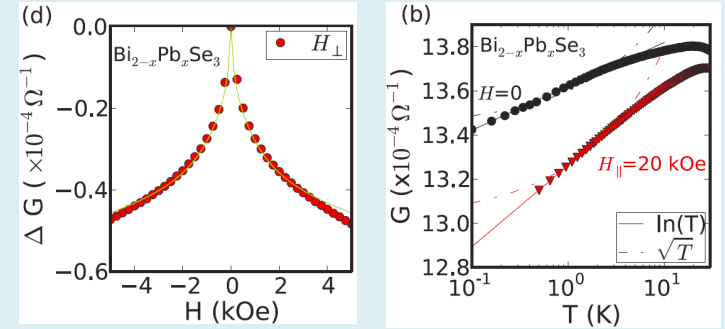 (d)
0.0
−0.2
−0.4
−0.6
Δ G ( ×10⁻⁴ Ω⁻¹)
Bi₂₋ₓPbₓSe₃
H⊥
−4 −2 0 2 4
H (kOe)
(b)
13.8
13.6
13.4
13.2
13.0
12.8
G (×10⁻⁴ Ω⁻¹)
Bi₂₋ₓPbₓSe₃
H=0
H∥=20 kOe
ln(T)
√T
10⁻¹ 10⁰ 10¹
T (K)